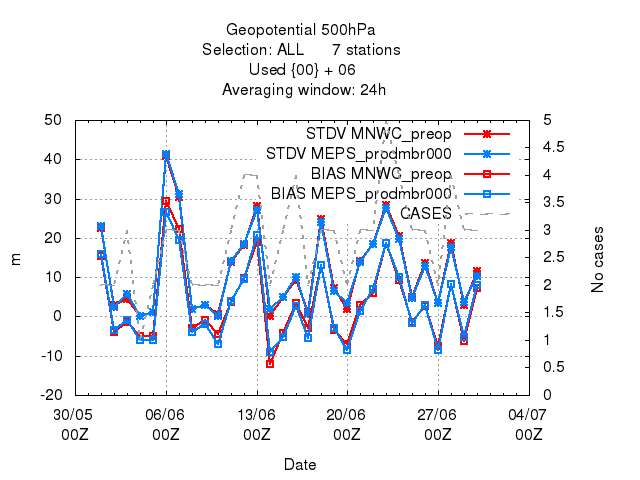 Geopotential 500hPa
Selection: ALL 7 stations
Used {00} + 06
Averaging window: 24h
50 5
STDV MNWC_preop
4.5
40
STDV MEPS_prodmbr000
4
BIAS MNWC_preop
30
BIAS MEPS_prodmbr000
3.5
CASES
20 3
m
2.5
No cases
10 2
1.5
0
1
-10
0.5
-20 0
30/05 06/06 13/06 20/06 27/06 04/07
00Z 00Z 00Z 00Z 00Z 00Z
Date